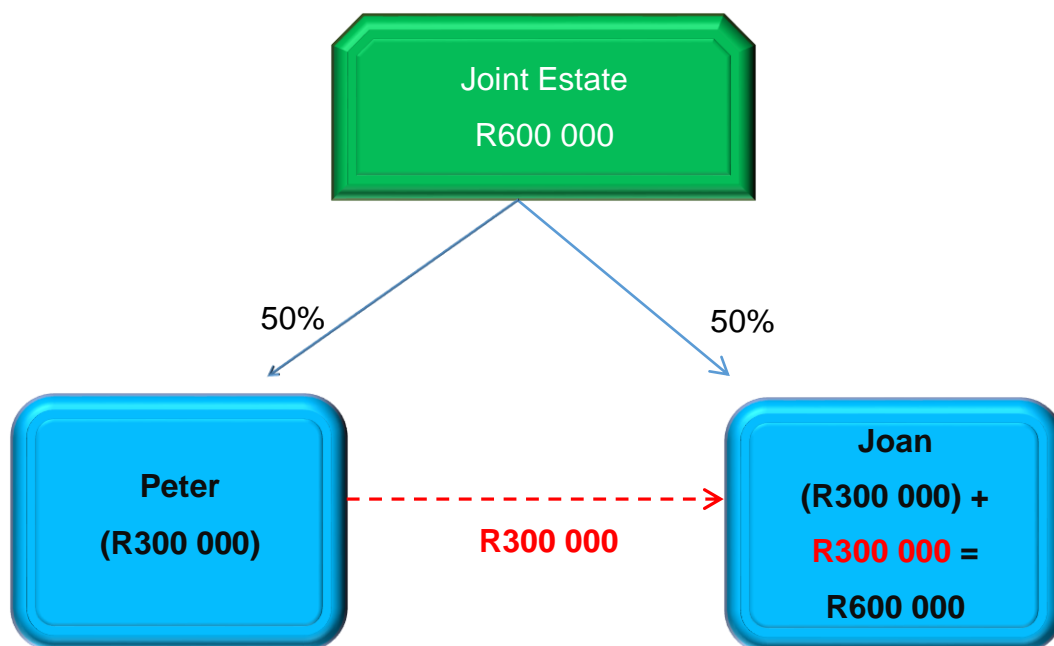 Joint Estate
R600 000
50%
50%
Peter
(R300 000)
R300 000
Joan
(R300 000) +
R300 000 =
R600 000